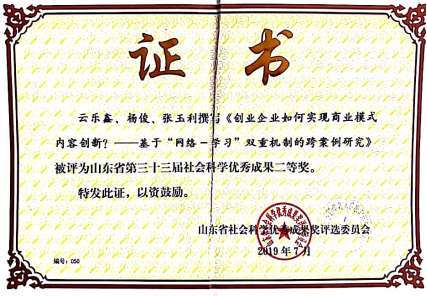 证书
云乐鑫、杨俊、张玉利撰写《创业企业如何实现商业模式
内容创新？——基于“网络－学习”双重机制的跨案例研究》
被评为山东省第三十三届社会科学优秀成果二等奖。
特发此证，以资鼓励。
山东省社会科学优秀成果奖评选委员会
2019年7月
编号：050